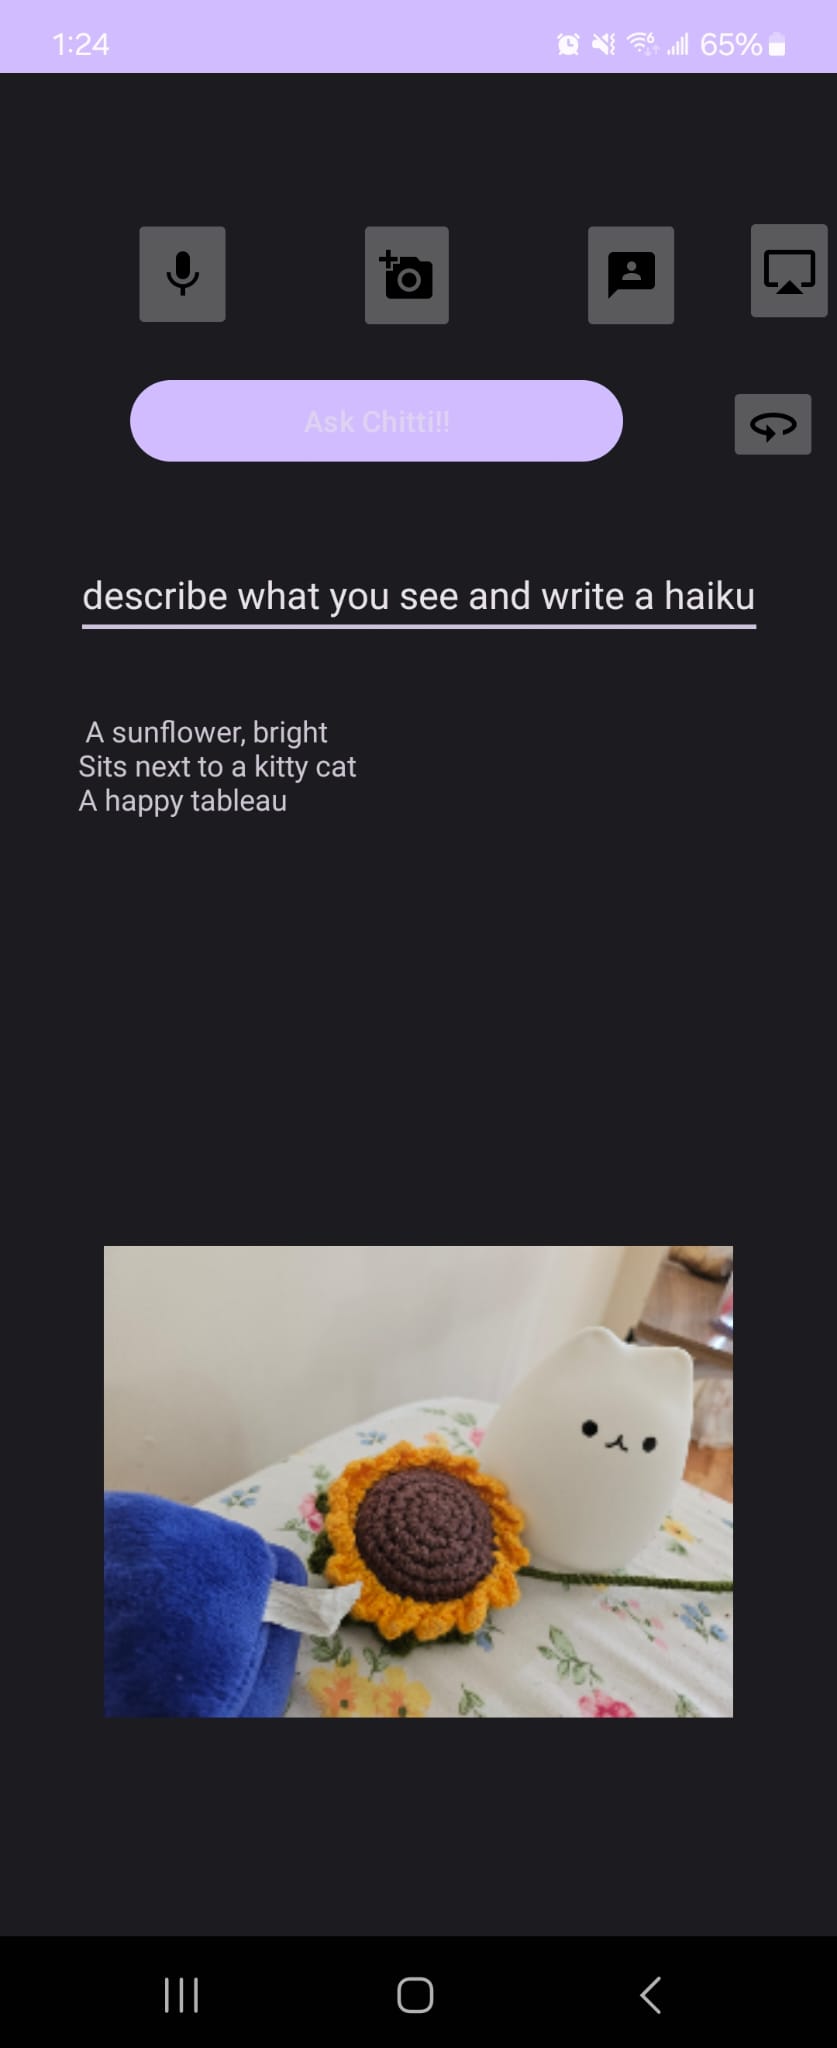 1:24
65%
Ask Chitti!!
describe what you see and write a haiku
A sunflower, bright
Sits next to a kitty cat
A happy tableau